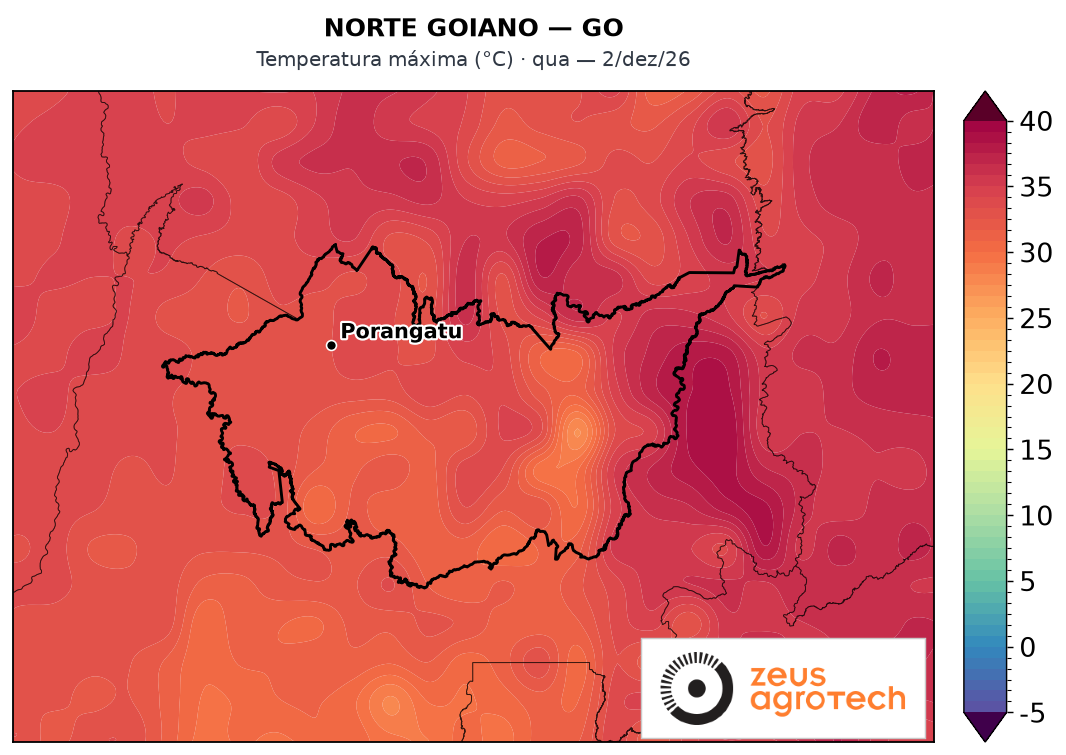 NORTE GOIANO — GO
Temperatura máxima (°C) · qua — 2/dez/26
Porangatu
40
35
30
25
20
15
10
5
0
-5
zeus
agrotech